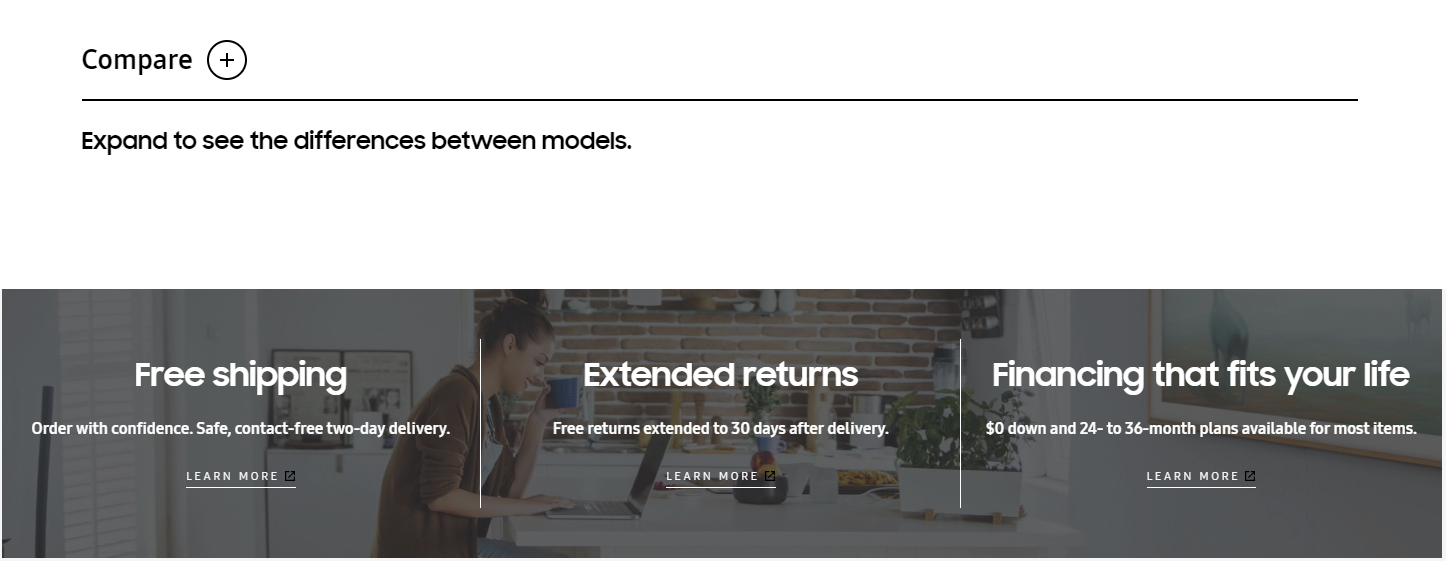 Compare
Expand to see the differences between models.
Free shipping
Order with confidence. Safe, contact-free two-day delivery.
LEARN MORE
Extended returns
Free returns extended to 30 days after delivery.
LEARN MORE
Financing that fits your life
$0 down and 24- to 36-month plans available for most items.
LEARN MORE